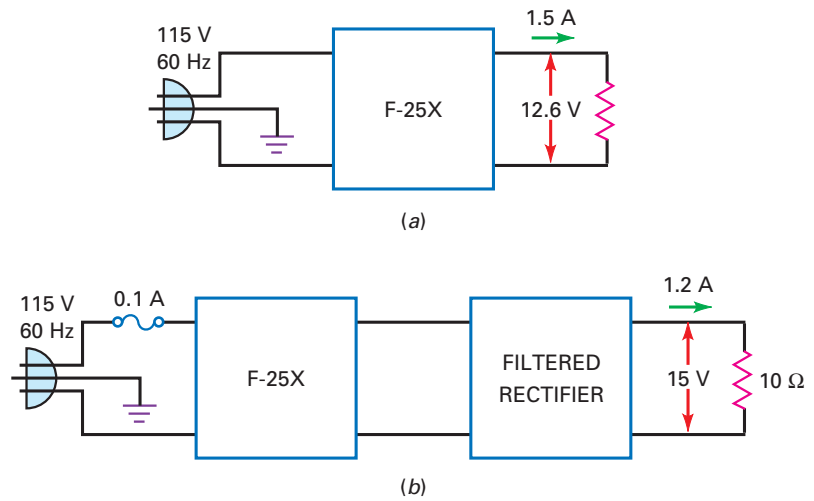 1.5 A
115 V
60 Hz
F-25X
12.6 V
(a)
1.2 A
115 V
60 Hz
0.1 A
F-25X
FILTERED
RECTIFIER
15 V
10 Ω
(b)